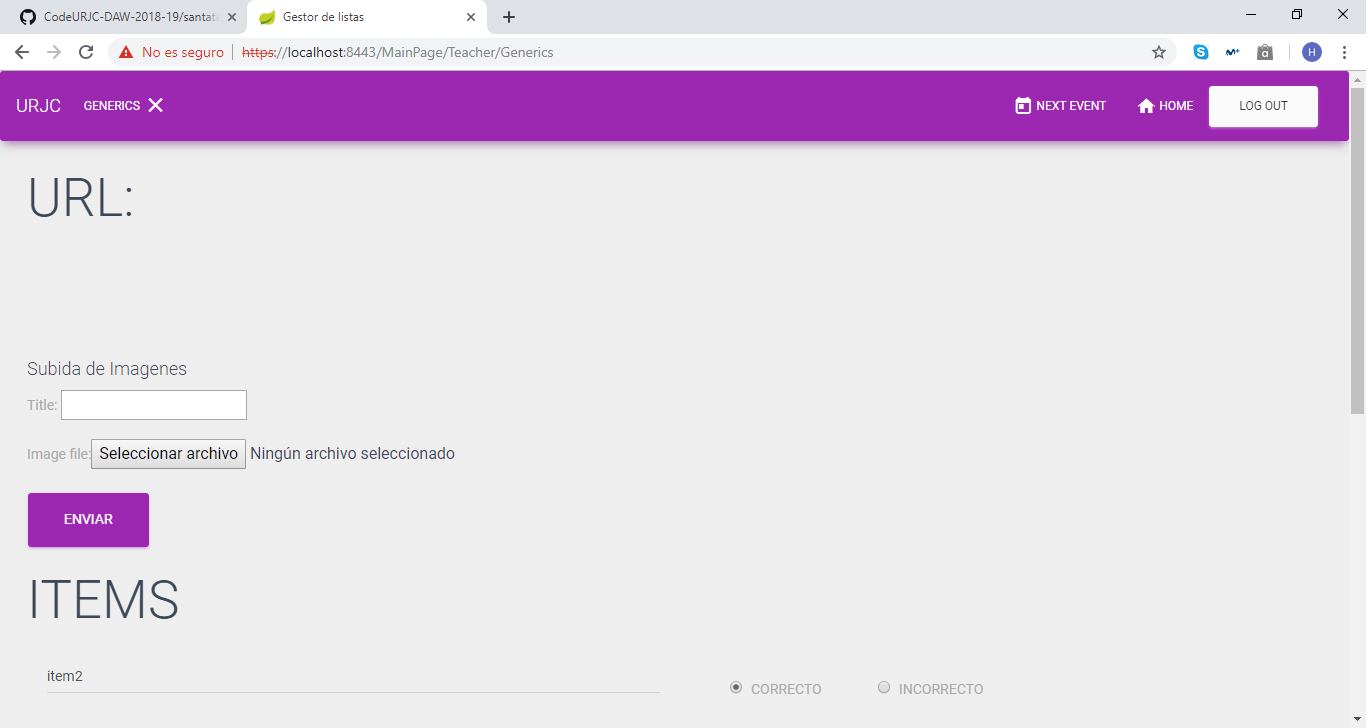 CodeURJC-DAW-2018-19/santat
Gestor de listas
No es seguro
https://localhost:8443/MainPage/Teacher/Generics
H
URJC
GENERICS
NEXT EVENT
HOME
LOG OUT
URL:
Subida de Imagenes
Title:
Image file:
Seleccionar archivo
Ningún archivo seleccionado
ENVIAR
ITEMS
item2
CORRECTO
INCORRECTO